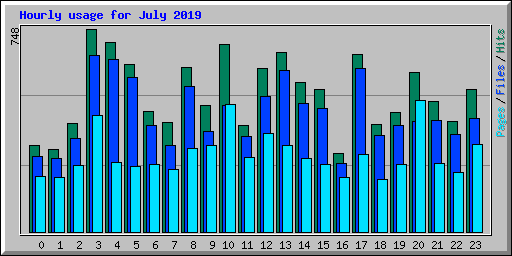 Hourly usage for July 2019
748
Pages / Files / Hits
0 1 2 3 4 5 6 7 8 9 10 11 12 13 14 15 16 17 18 19 20 21 22 23